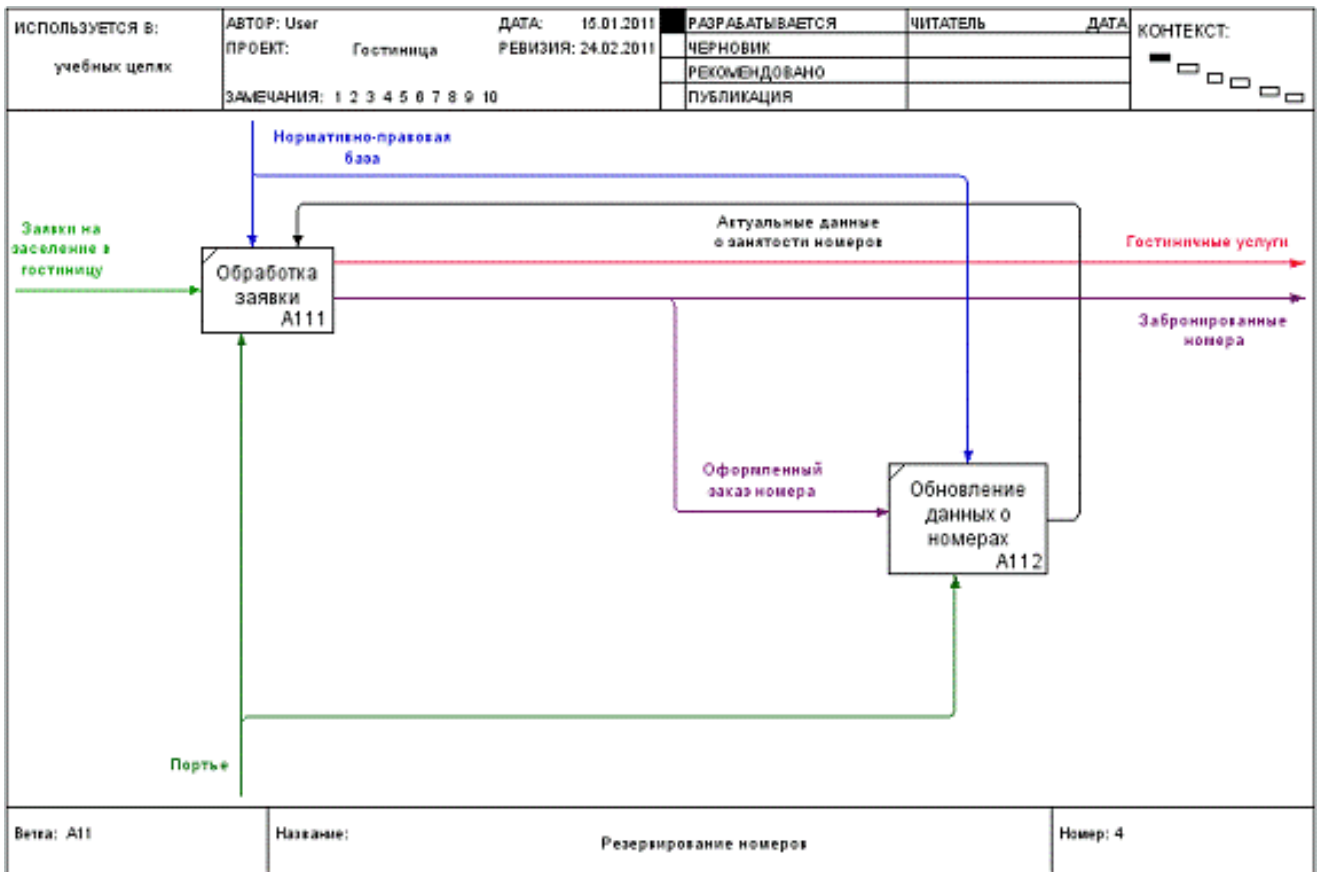 ИСПОЛЬЗУЕТСЯ В:
учебных целях
АВТОР: User
ДАТА: 15.01.2011
ПРОЕКТ: Гостиница
РЕВИЗИЯ: 24.02.2011
ЗАМЕЧАНИЯ: 1 2 3 4 5 6 7 8 9 10
РАЗРАБАТЫВАЕТСЯ
ЧЕРНОВИК
РЕКОМЕНДОВАНО
ПУБЛИКАЦИЯ
ЧИТАТЕЛЬ
ДАТА
КОНТЕКСТ:
Нормативно-правовая
база
Заявки на
заселение в
гостиницу
Актуальные данные
о занятости номеров
Гостиничные услуги
Обработка
заявки
A111
Забронированные
номера
Оформленный
заказ номера
Обновление
данных о
номерах
A112
Портье
Ветка: A11
Название:
Резервирование номеров
Номер: 4